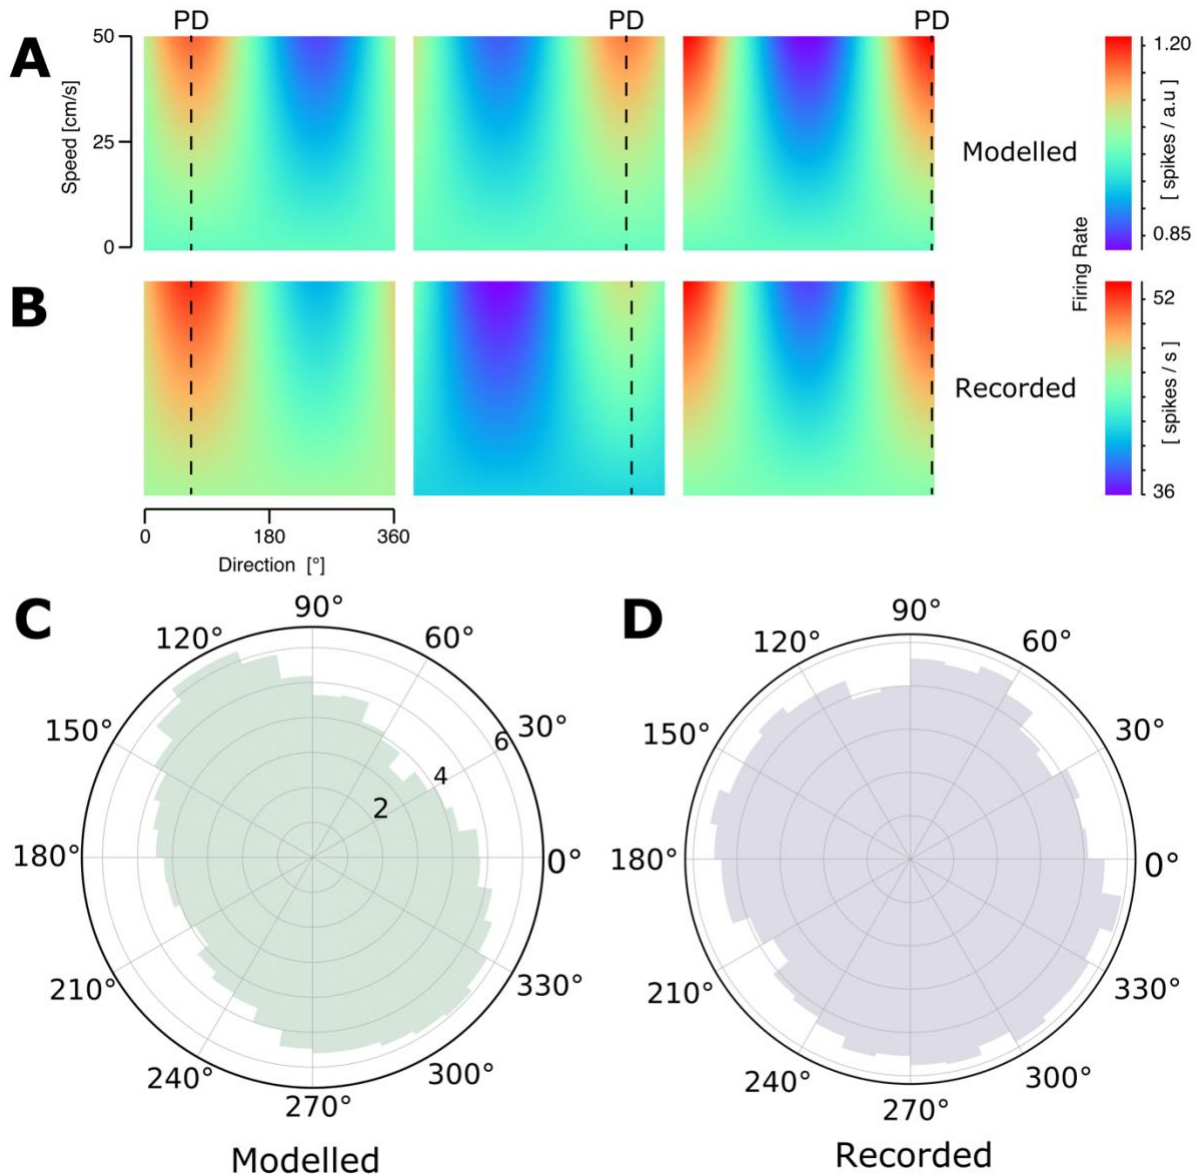 PD PD PD
A
50
25
0
Speed [cm/s]
Modelled
1.20
0.85
[ spikes / a.u ]
Firing Rate
B
Recorded
52
36
[ spikes / s ]
0 180 360
Direction [°]
C
90°
120° 60°
150° 30°
6
4
2
180° 0°
210° 330°
240° 300°
270°
Modelled
D
90°
120° 60°
150° 30°
180° 0°
210° 330°
240° 300°
270°
Recorded